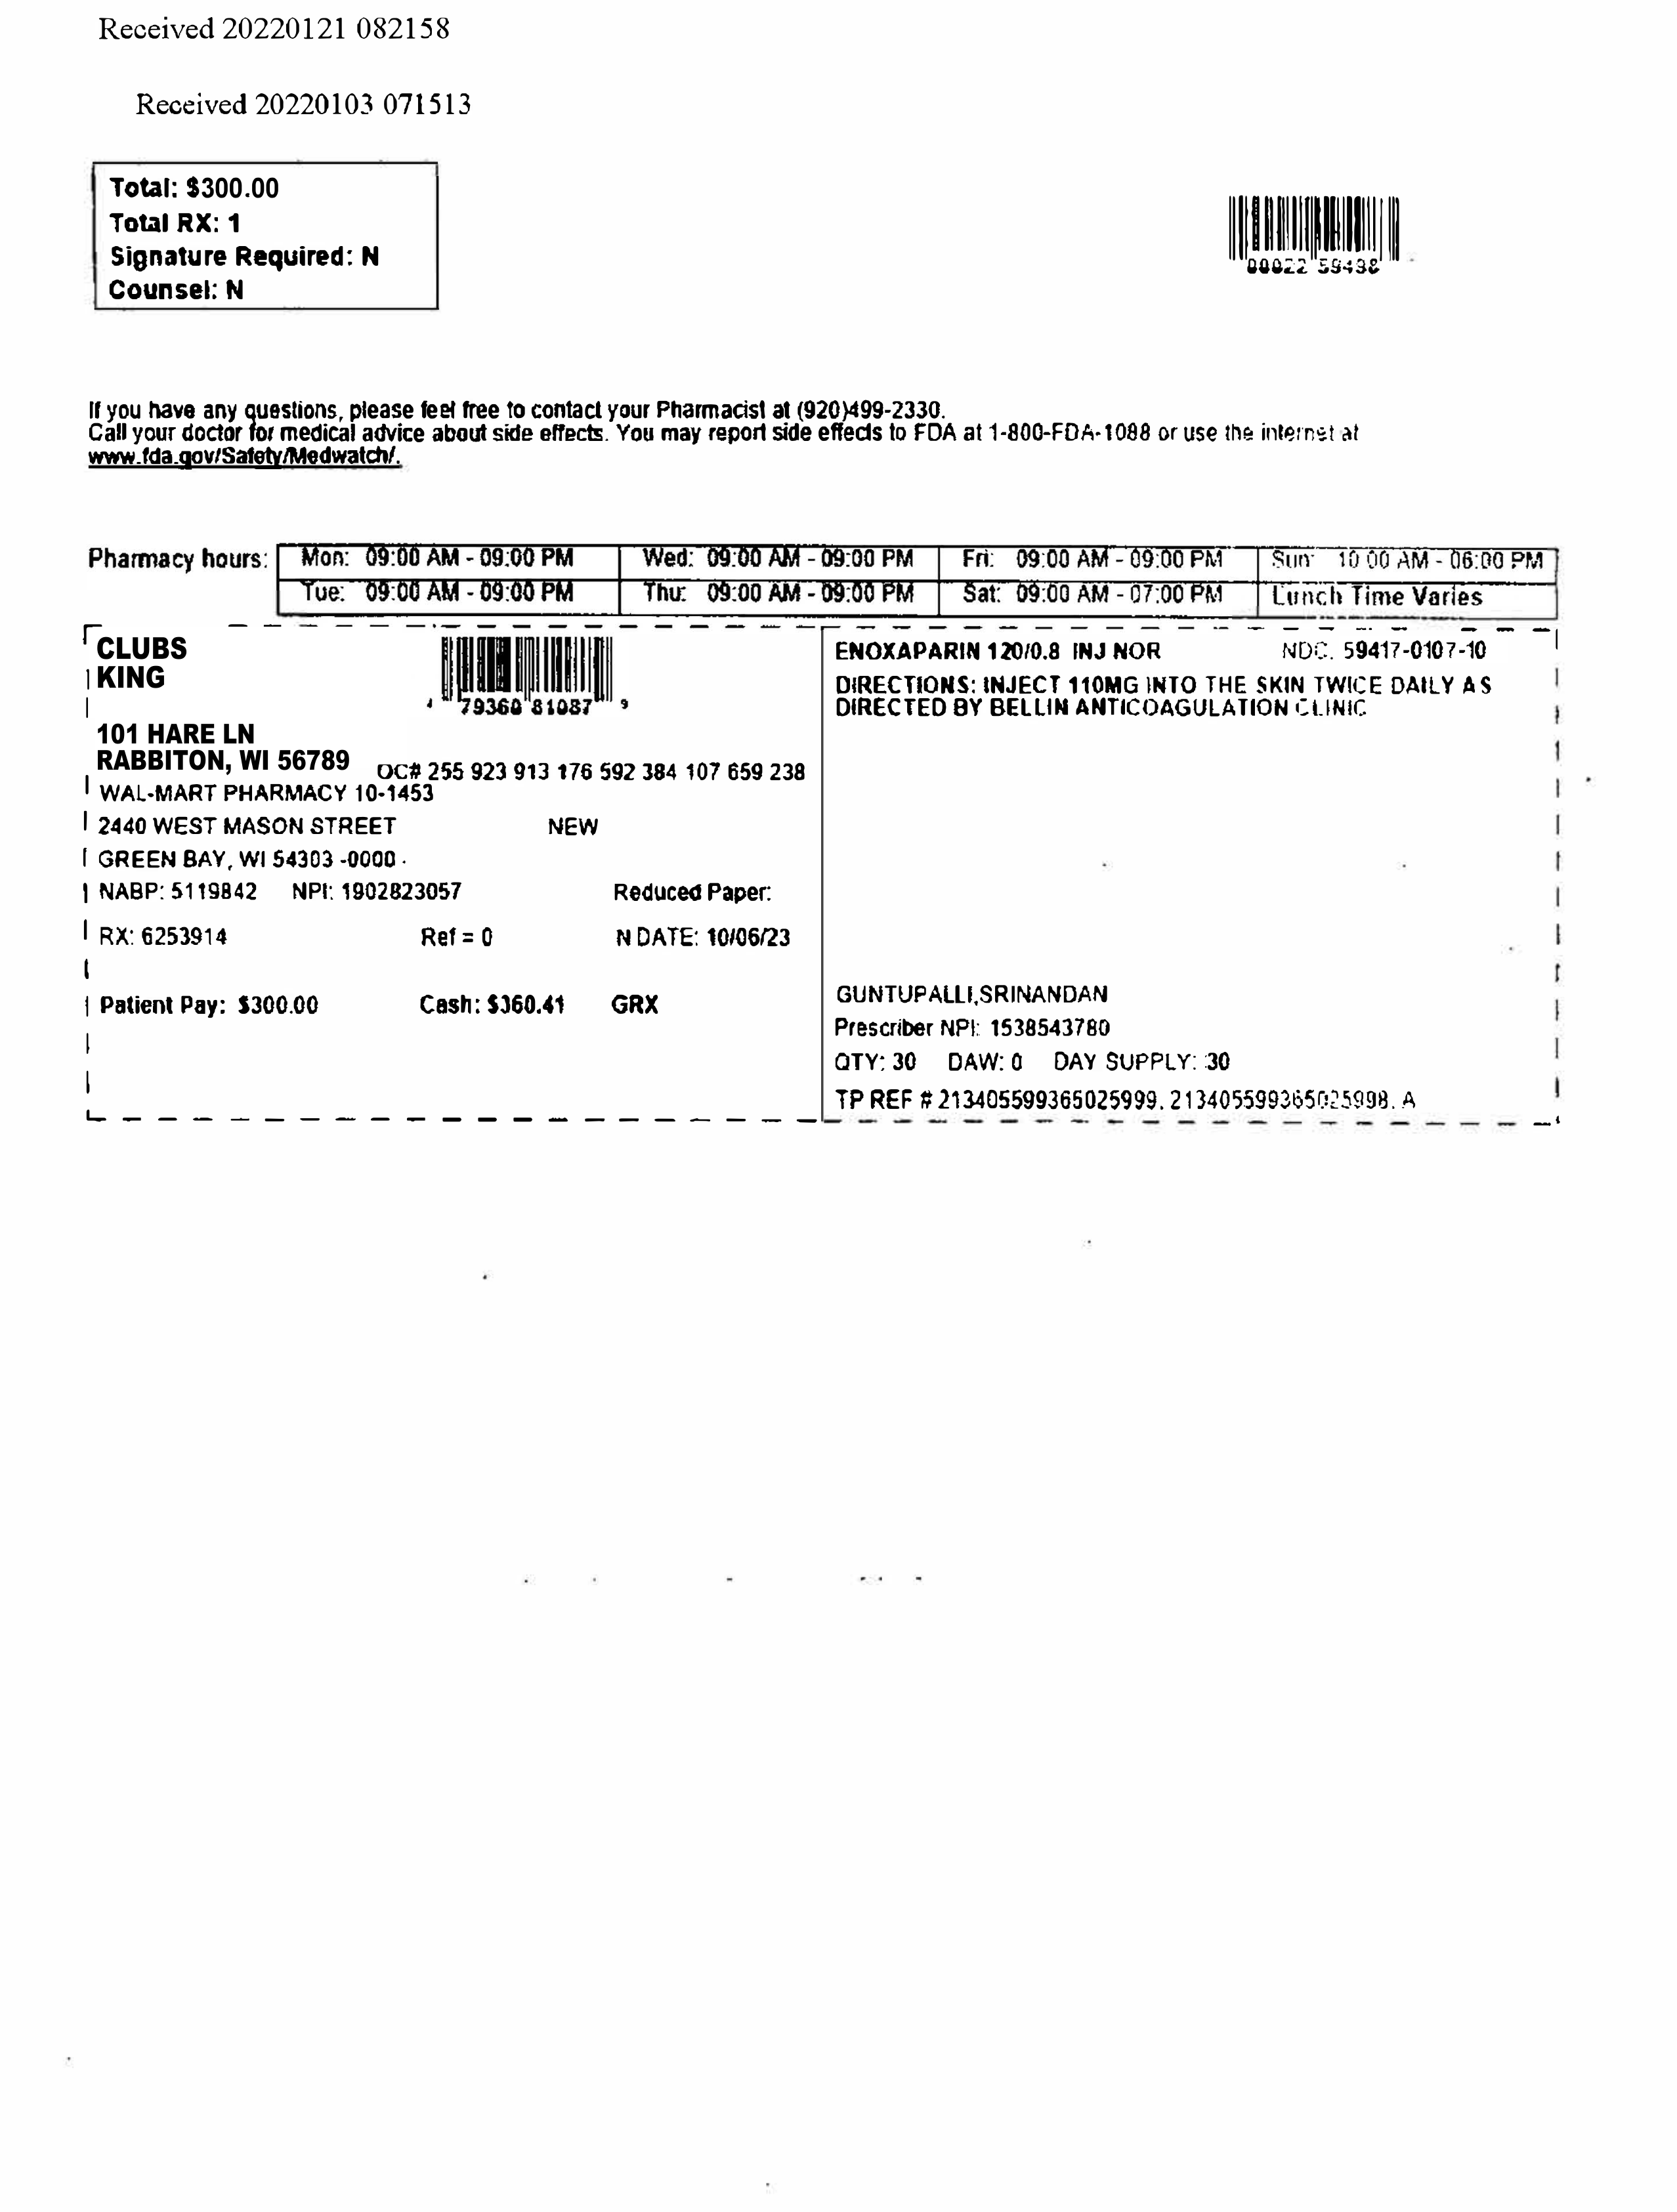 Received 20220121 082158
Received 20220103 071513
Total: $300.00
Total RX: 1
Signature Required: N
Counsel: N
00022 59438
If you have any questions, please feel free to contact your Pharmacist at (920)499-2330.
Call your doctor for medical advice about side effects. You may report side effects to FDA at 1-800-FDA-1088 or use the internet at
www.fda.gov/Safety/Medwatch/.
Pharmacy hours: Mon: 09:00 AM - 09:00 PM Wed: 09:00 AM - 09:00 PM Fri: 09:00 AM - 09:00 PM Sun: 10:00 AM - 06:00 PM
Tue: 09:00 AM - 09:00 PM Thu: 09:00 AM - 09:00 PM Sat: 09:00 AM - 07:00 PM Lunch Time Varies
CLUBS
KING
79360 81087 9
101 HARE LN
RABBITON, WI 56789
OC# 255 923 913 176 592 384 107 659 238
WAL-MART PHARMACY 10-1453
2440 WEST MASON STREET NEW
GREEN BAY, WI 54303 -0000
NABP: 5119842 NPI: 1902823057 Reduced Paper:
RX: 6253914 Ref = 0 N DATE: 10/06/23
Patient Pay: $300.00 Cash: $360.41 GRX
ENOXAPARIN 120/0.8 INJ NOR NDC. 59417-0107-10
DIRECTIONS: INJECT 110MG INTO THE SKIN TWICE DAILY AS
DIRECTED BY BELLIN ANTICOAGULATION CLINIC
GUNTUPALLI,SRINANDAN
Prescriber NPI: 1538543780
QTY: 30 DAW: 0 DAY SUPPLY: 30
TP REF # 213405599365025999, 213405599365025998, A